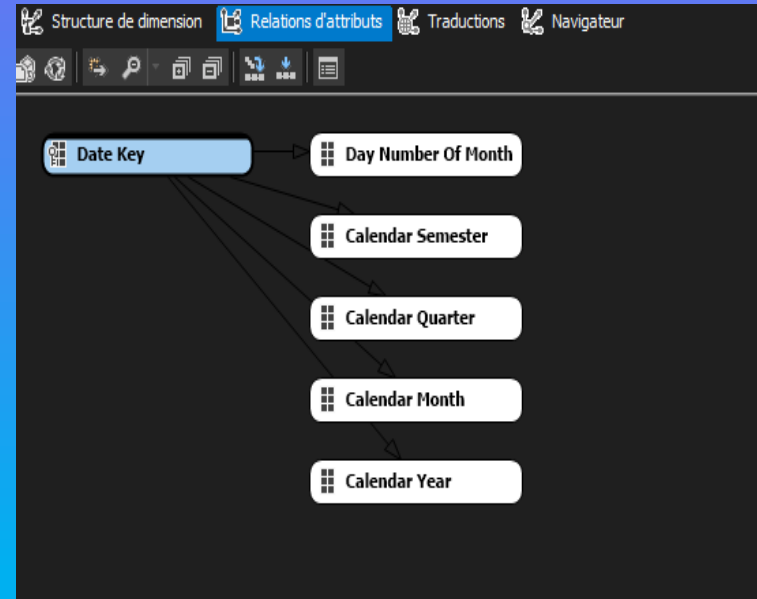 Structure de dimension Relations d'attributs Traductions Navigateur
Date Key
Day Number Of Month
Calendar Semester
Calendar Quarter
Calendar Month
Calendar Year